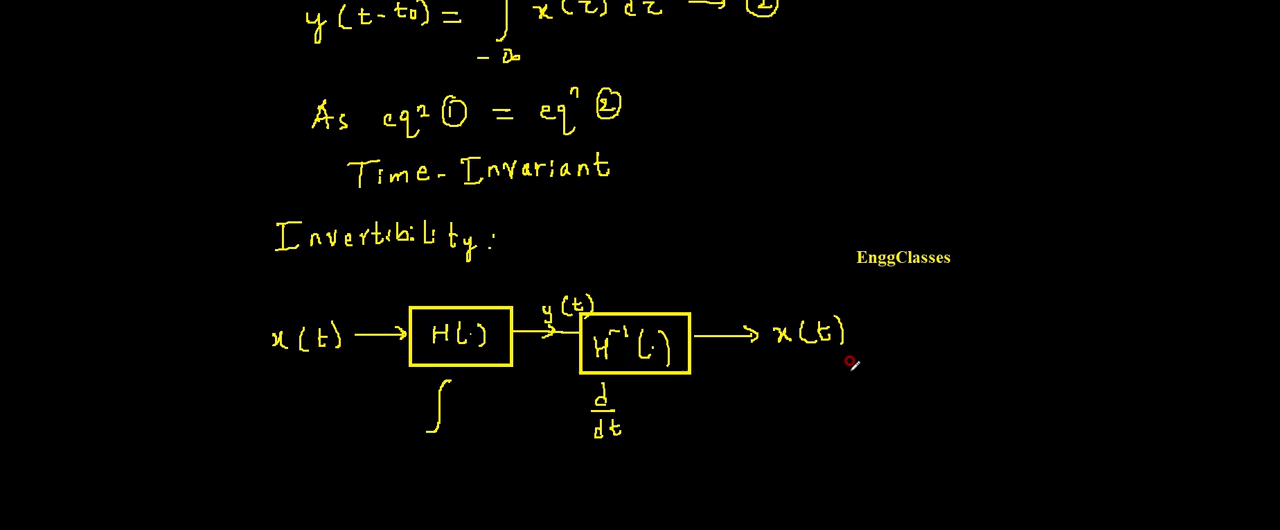 y(t-t0) = ∫ x(τ) dτ → ②
-∞
As eqn ① = eqn ②
Time-Invariant
Invertibility:
EnggClasses
y(t)
x(t) → H(.) → H⁻¹(.) → x(t)
∫ d/dt